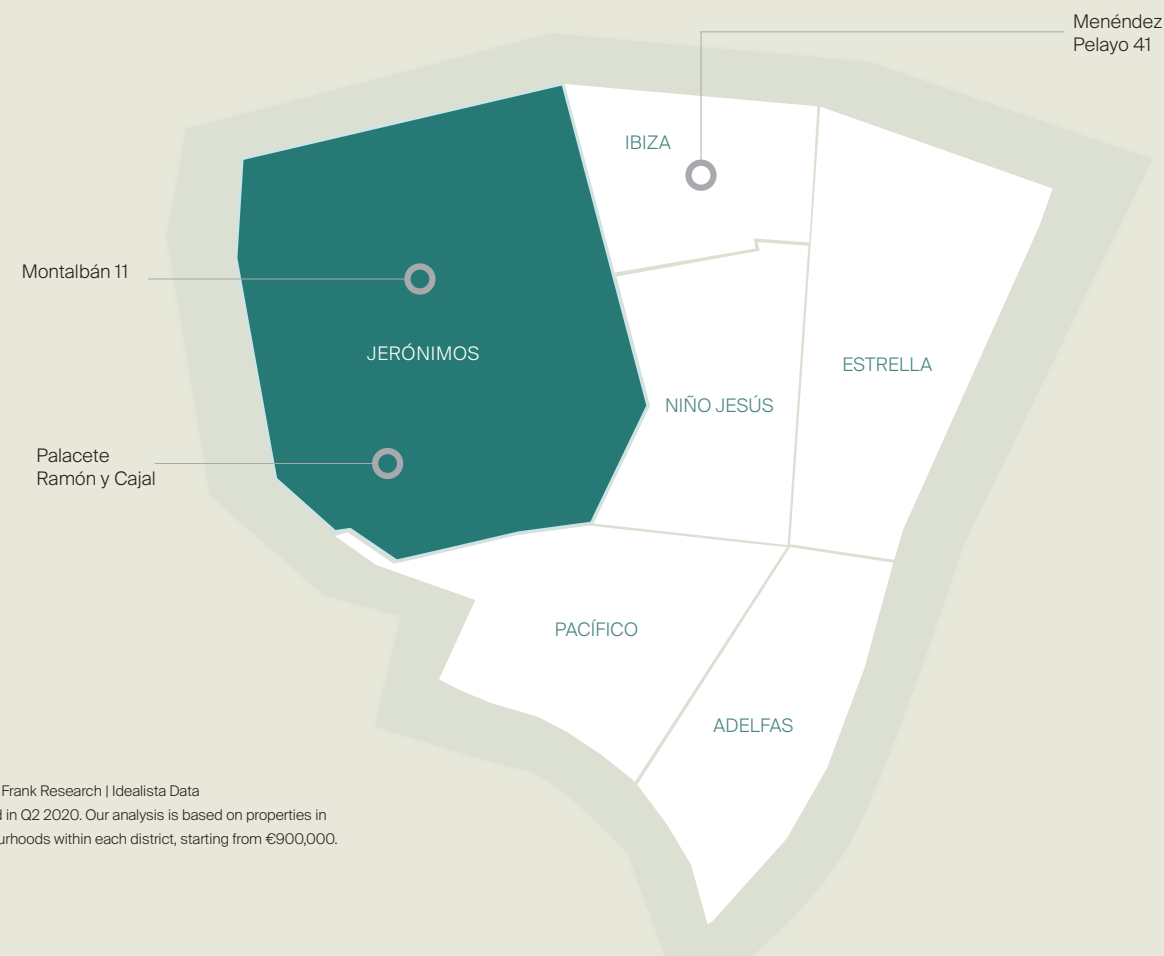 Menéndez
Pelayo 41
IBIZA
Montalbán 11
JERÓNIMOS
ESTRELLA
NIÑO JESÚS
Palacete
Ramón y Cajal
PACÍFICO
ADELFAS
Frank Research | Idealista Data
in Q2 2020. Our analysis is based on properties in
within each district, starting from €900,000.